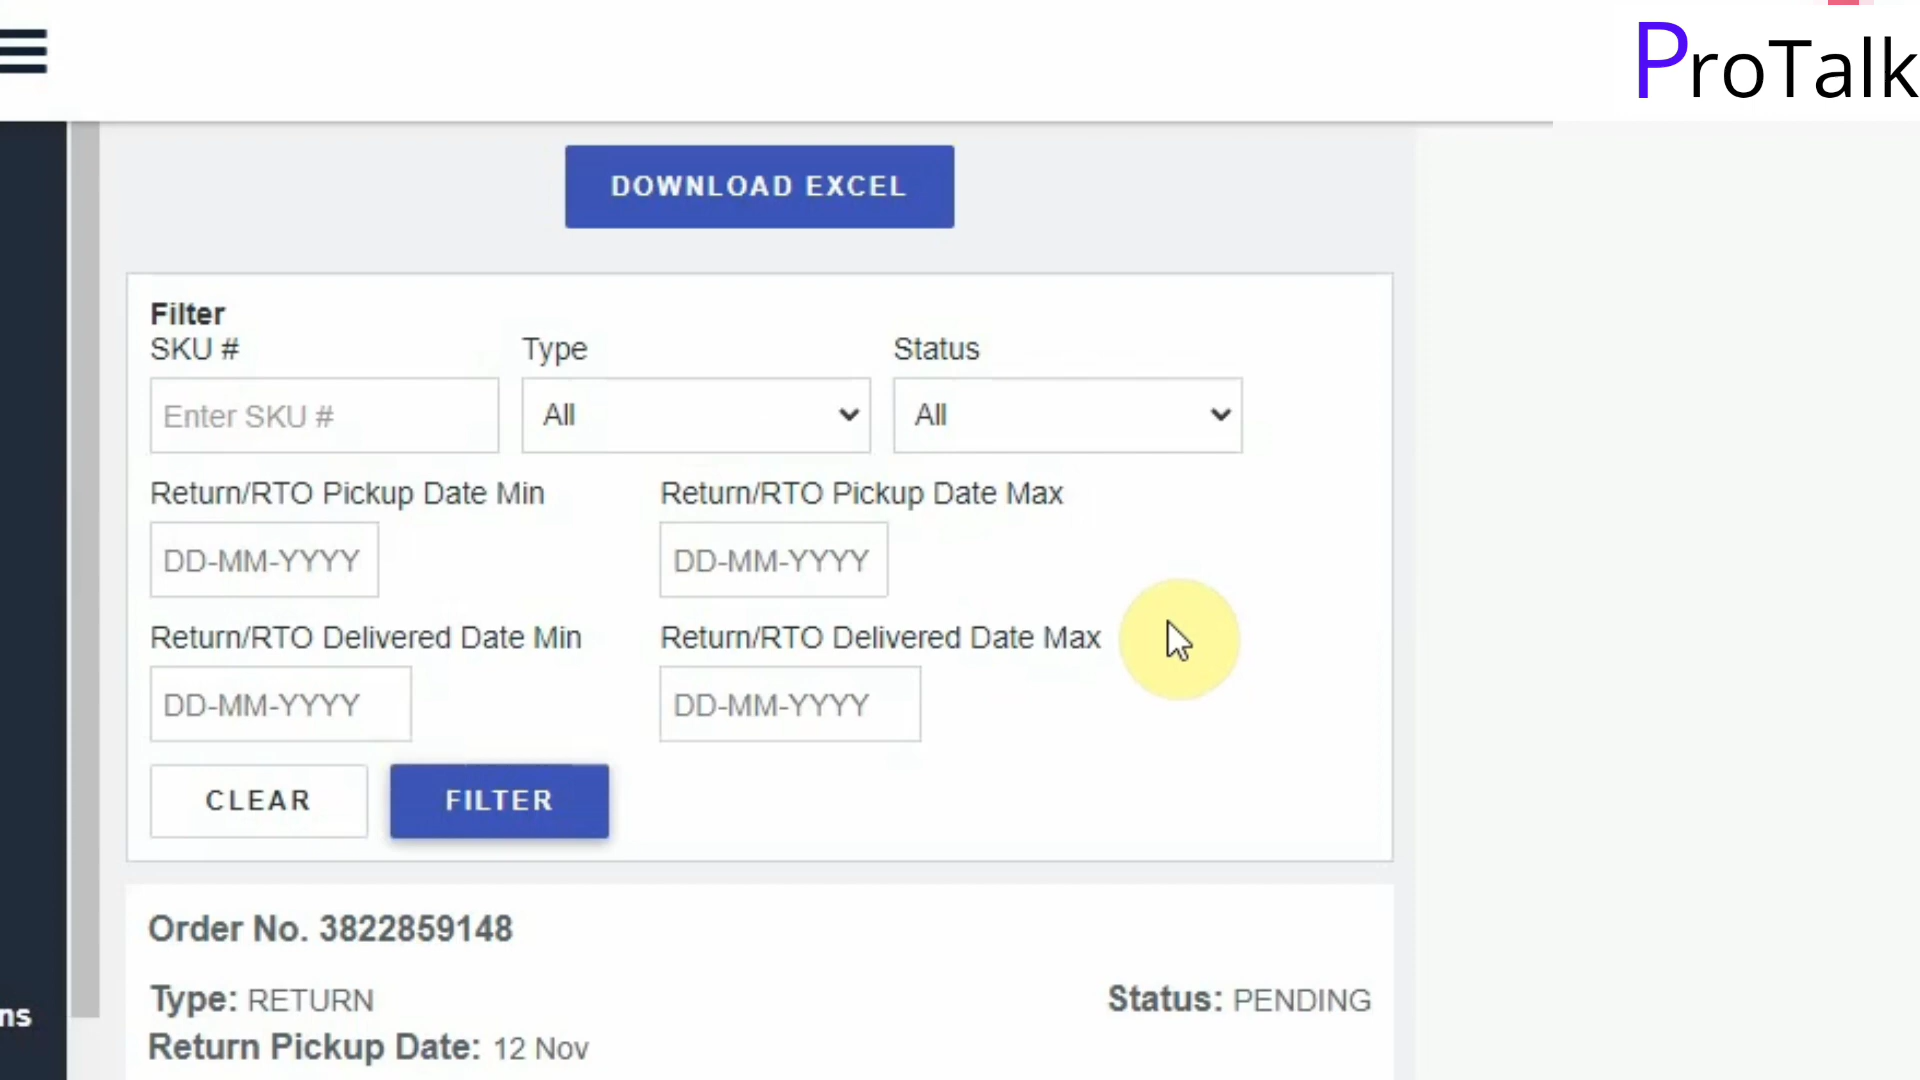 ProTalk
DOWNLOAD EXCEL
Filter
SKU # Type Status
Enter SKU # All All
Return/RTO Pickup Date Min Return/RTO Pickup Date Max
DD-MM-YYYY DD-MM-YYYY
Return/RTO Delivered Date Min Return/RTO Delivered Date Max
DD-MM-YYYY DD-MM-YYYY
CLEAR FILTER
Order No. 3822859148
Type: RETURN Status: PENDING
ns
Return Pickup Date: 12 Nov